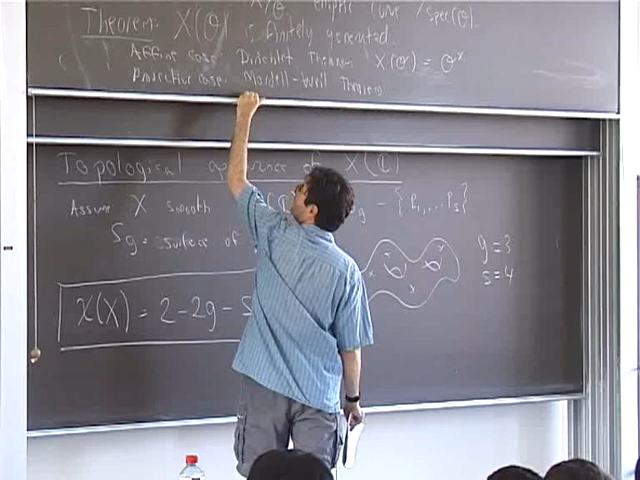 X/O elliptic curve / Spec(O).
Theorem: X(O) is finitely generated.
Affine case: Dirichlet Theorem X(O) = O^x
Projective case: Mordell-Weil Theorem
Topological appearance of X(ℂ)
Assume X smooth g - {P₁,...,Pₛ}
S_g = surface of
χ(X) = 2-2g-s
g=3
s=4